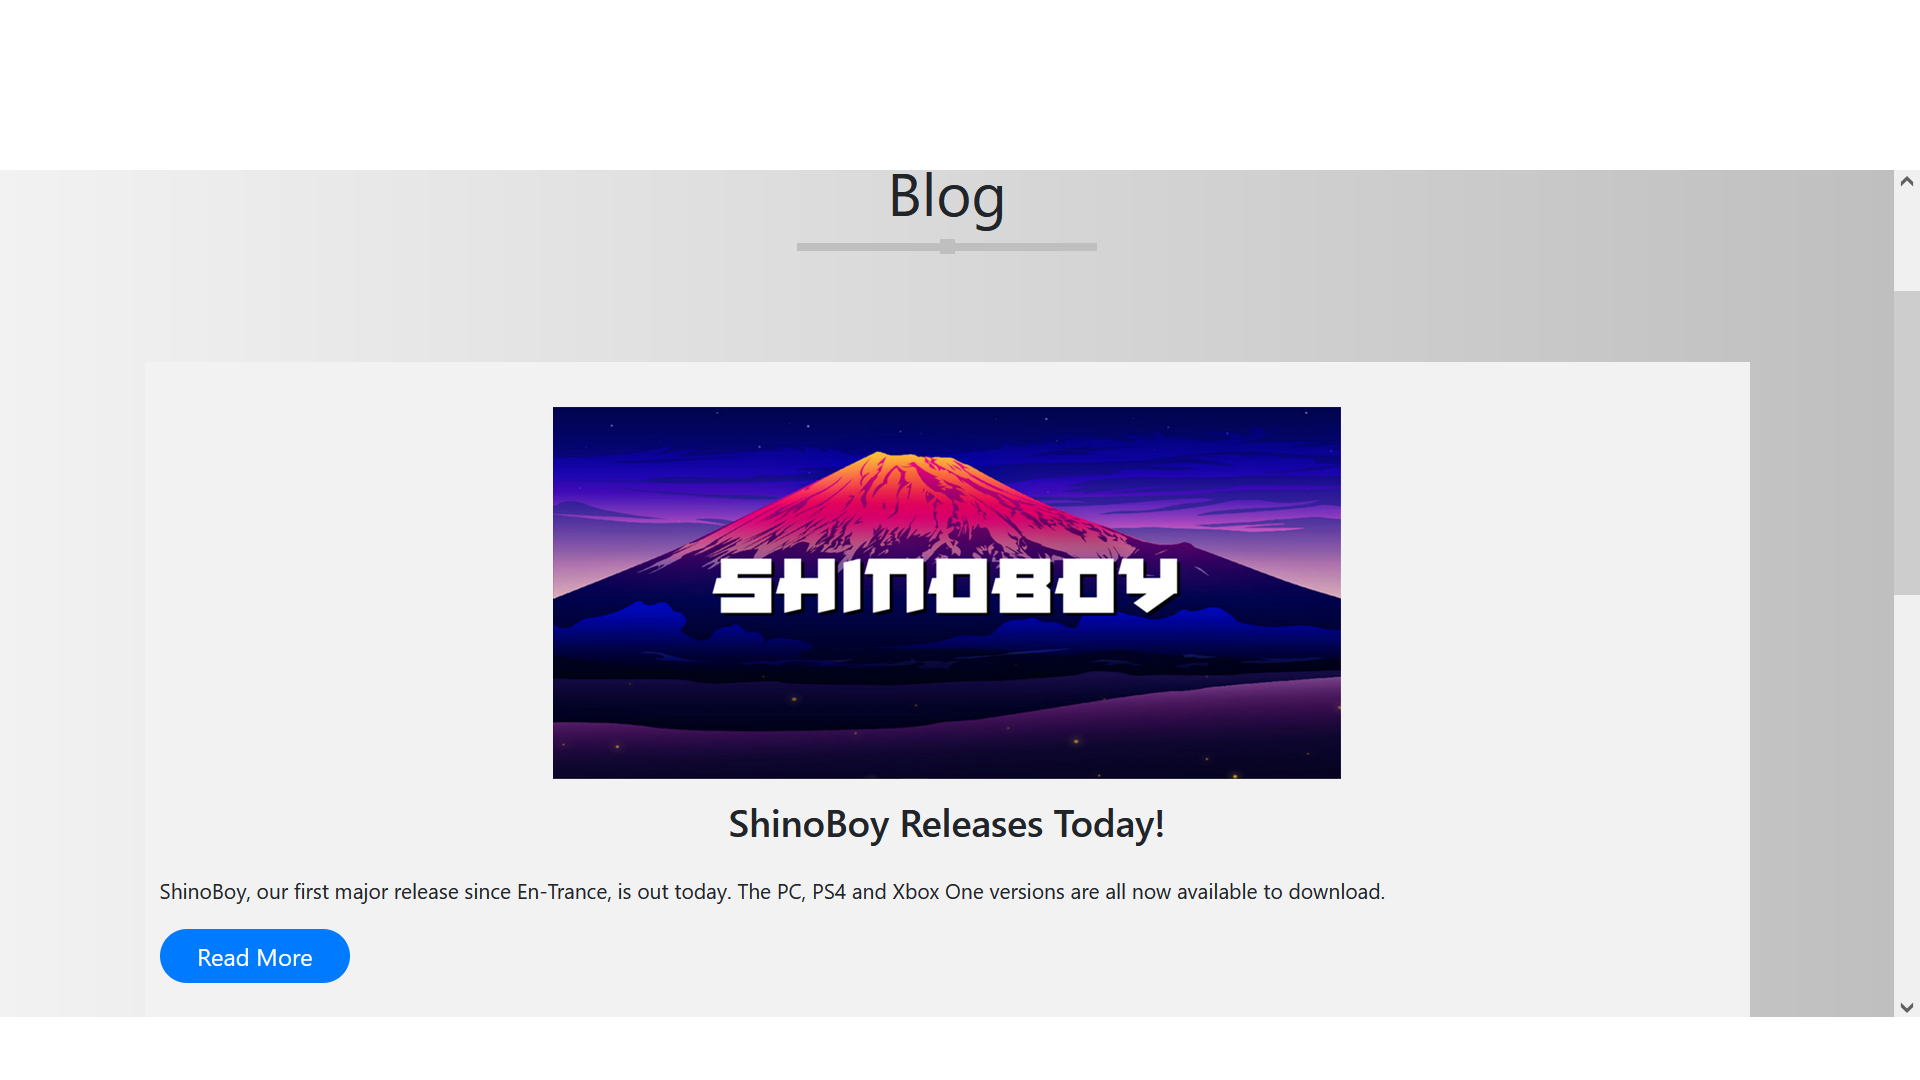 Blog
SHINOBOY
ShinoBoy Releases Today!
ShinoBoy, our first major release since En-Trance, is out today. The PC, PS4 and Xbox One versions are all now available to download.
Read More